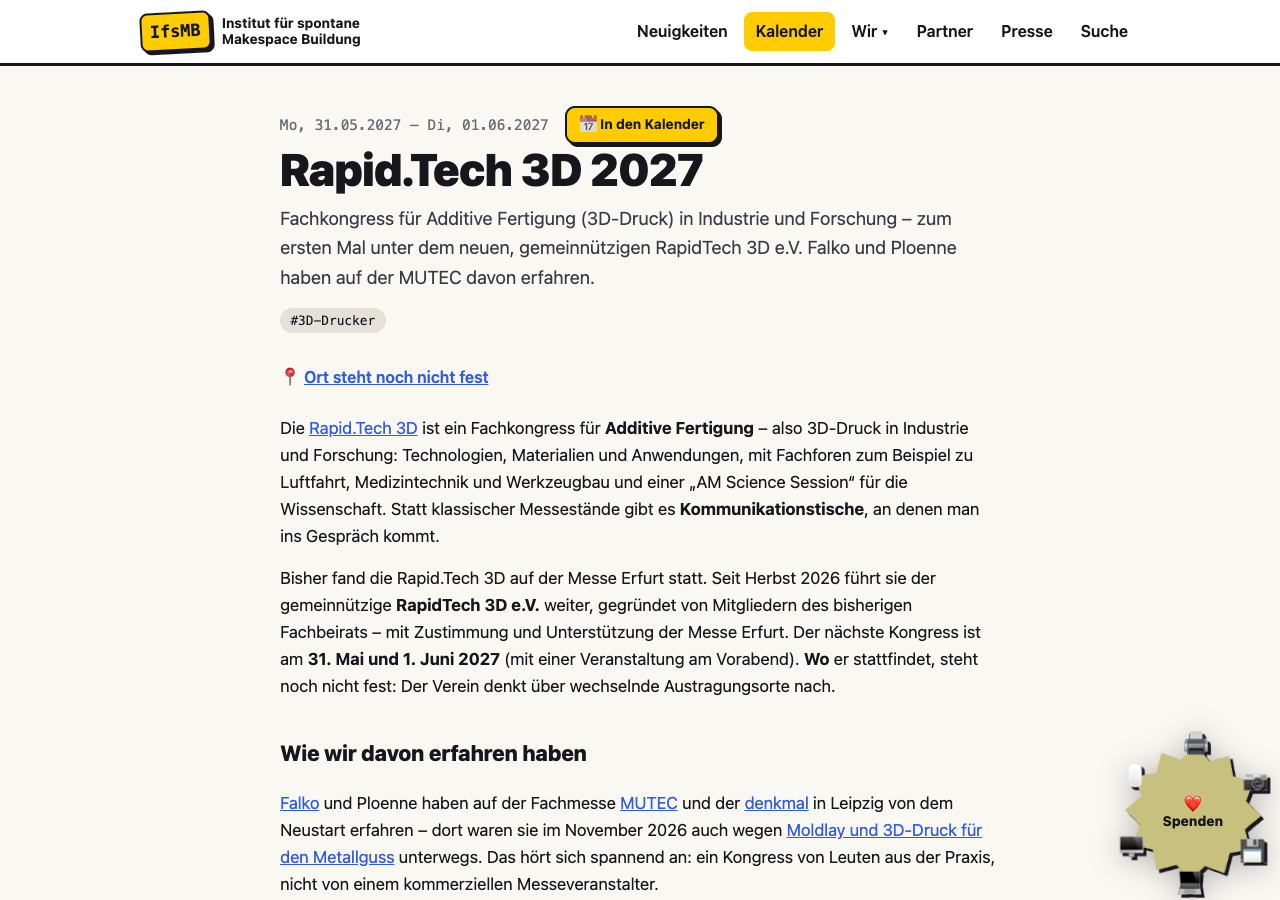 IfsMB
Institut für spontane
Makespace Buildung
Neuigkeiten
Kalender
Wir ▾
Partner
Presse
Suche
Mo, 31.05.2027 – Di, 01.06.2027
In den Kalender
Rapid.Tech 3D 2027
Fachkongress für Additive Fertigung (3D-Druck) in Industrie und Forschung – zum
ersten Mal unter dem neuen, gemeinnützigen RapidTech 3D e.V. Falko und Ploenne
haben auf der MUTEC davon erfahren.
#3D-Drucker
Ort steht noch nicht fest
Die Rapid.Tech 3D ist ein Fachkongress für Additive Fertigung – also 3D-Druck in Industrie
und Forschung: Technologien, Materialien und Anwendungen, mit Fachforen zum Beispiel zu
Luftfahrt, Medizintechnik und Werkzeugbau und einer „AM Science Session“ für die
Wissenschaft. Statt klassischer Messestände gibt es Kommunikationstische, an denen man
ins Gespräch kommt.
Bisher fand die Rapid.Tech 3D auf der Messe Erfurt statt. Seit Herbst 2026 führt sie der
gemeinnützige RapidTech 3D e.V. weiter, gegründet von Mitgliedern des bisherigen
Fachbeirats – mit Zustimmung und Unterstützung der Messe Erfurt. Der nächste Kongress ist
am 31. Mai und 1. Juni 2027 (mit einer Veranstaltung am Vorabend). Wo er stattfindet, steht
noch nicht fest: Der Verein denkt über wechselnde Austragungsorte nach.
Wie wir davon erfahren haben
Falko und Ploenne haben auf der Fachmesse MUTEC und der denkmal in Leipzig von dem
Neustart erfahren – dort waren sie im November 2026 auch wegen Moldlay und 3D-Druck für
den Metallguss unterwegs. Das hört sich spannend an: ein Kongress von Leuten aus der Praxis,
nicht von einem kommerziellen Messeveranstalter.
Spenden